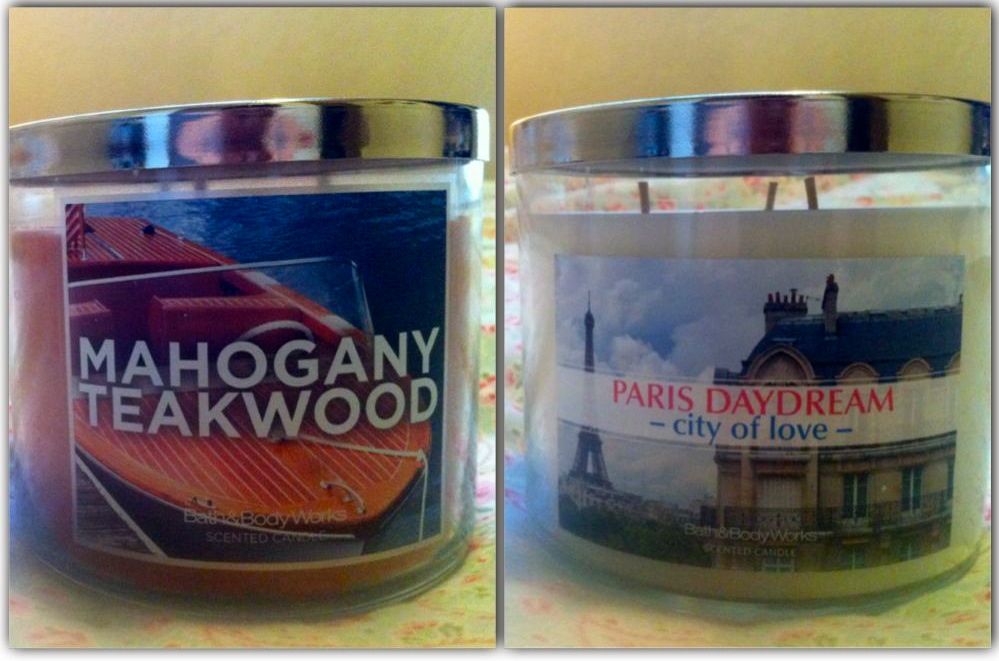 MAHOGANY
TEAKWOOD
Bath&BodyWorks
SCENTED CANDLE
PARIS DAYDREAM
– city of love –
Bath&BodyWorks
SCENTED CANDLE